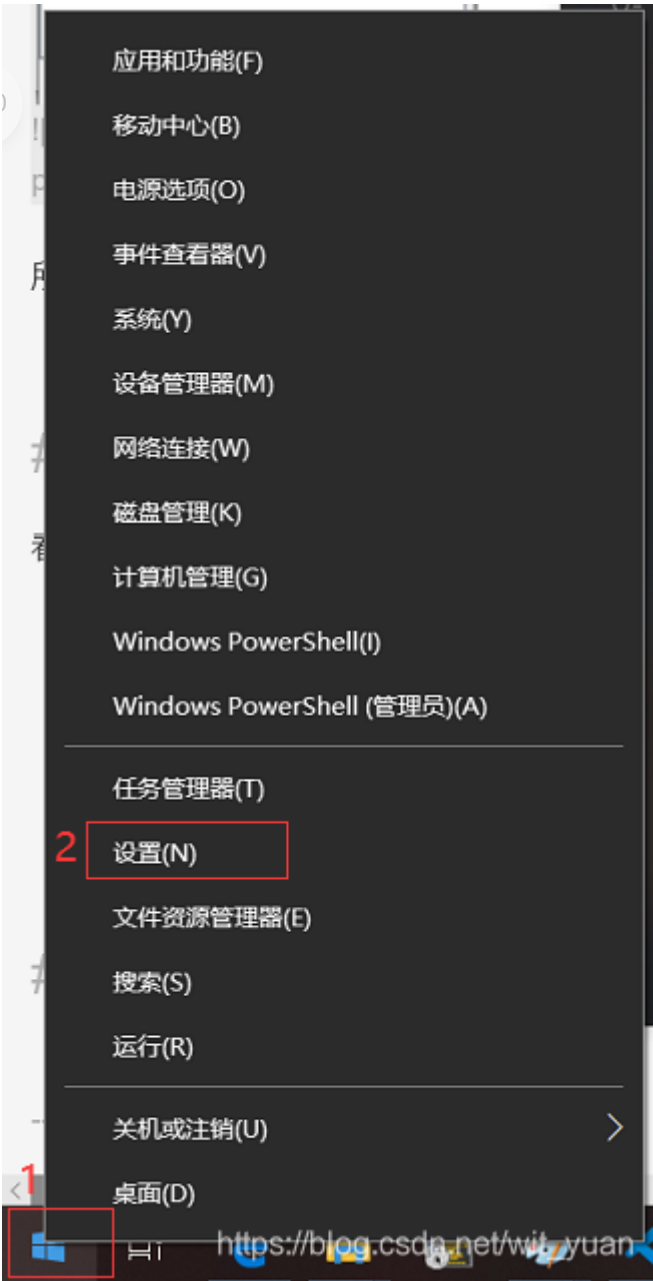 应用和功能(F)
移动中心(B)
电源选项(O)
事件查看器(V)
系统(Y)
设备管理器(M)
网络连接(W)
磁盘管理(K)
计算机管理(G)
Windows PowerShell(I)
Windows PowerShell (管理员)(A)
任务管理器(T)
2
设置(N)
文件资源管理器(E)
搜索(S)
运行(R)
关机或注销(U)
1
桌面(D)
https://blog.csdn.net/wit_yuan